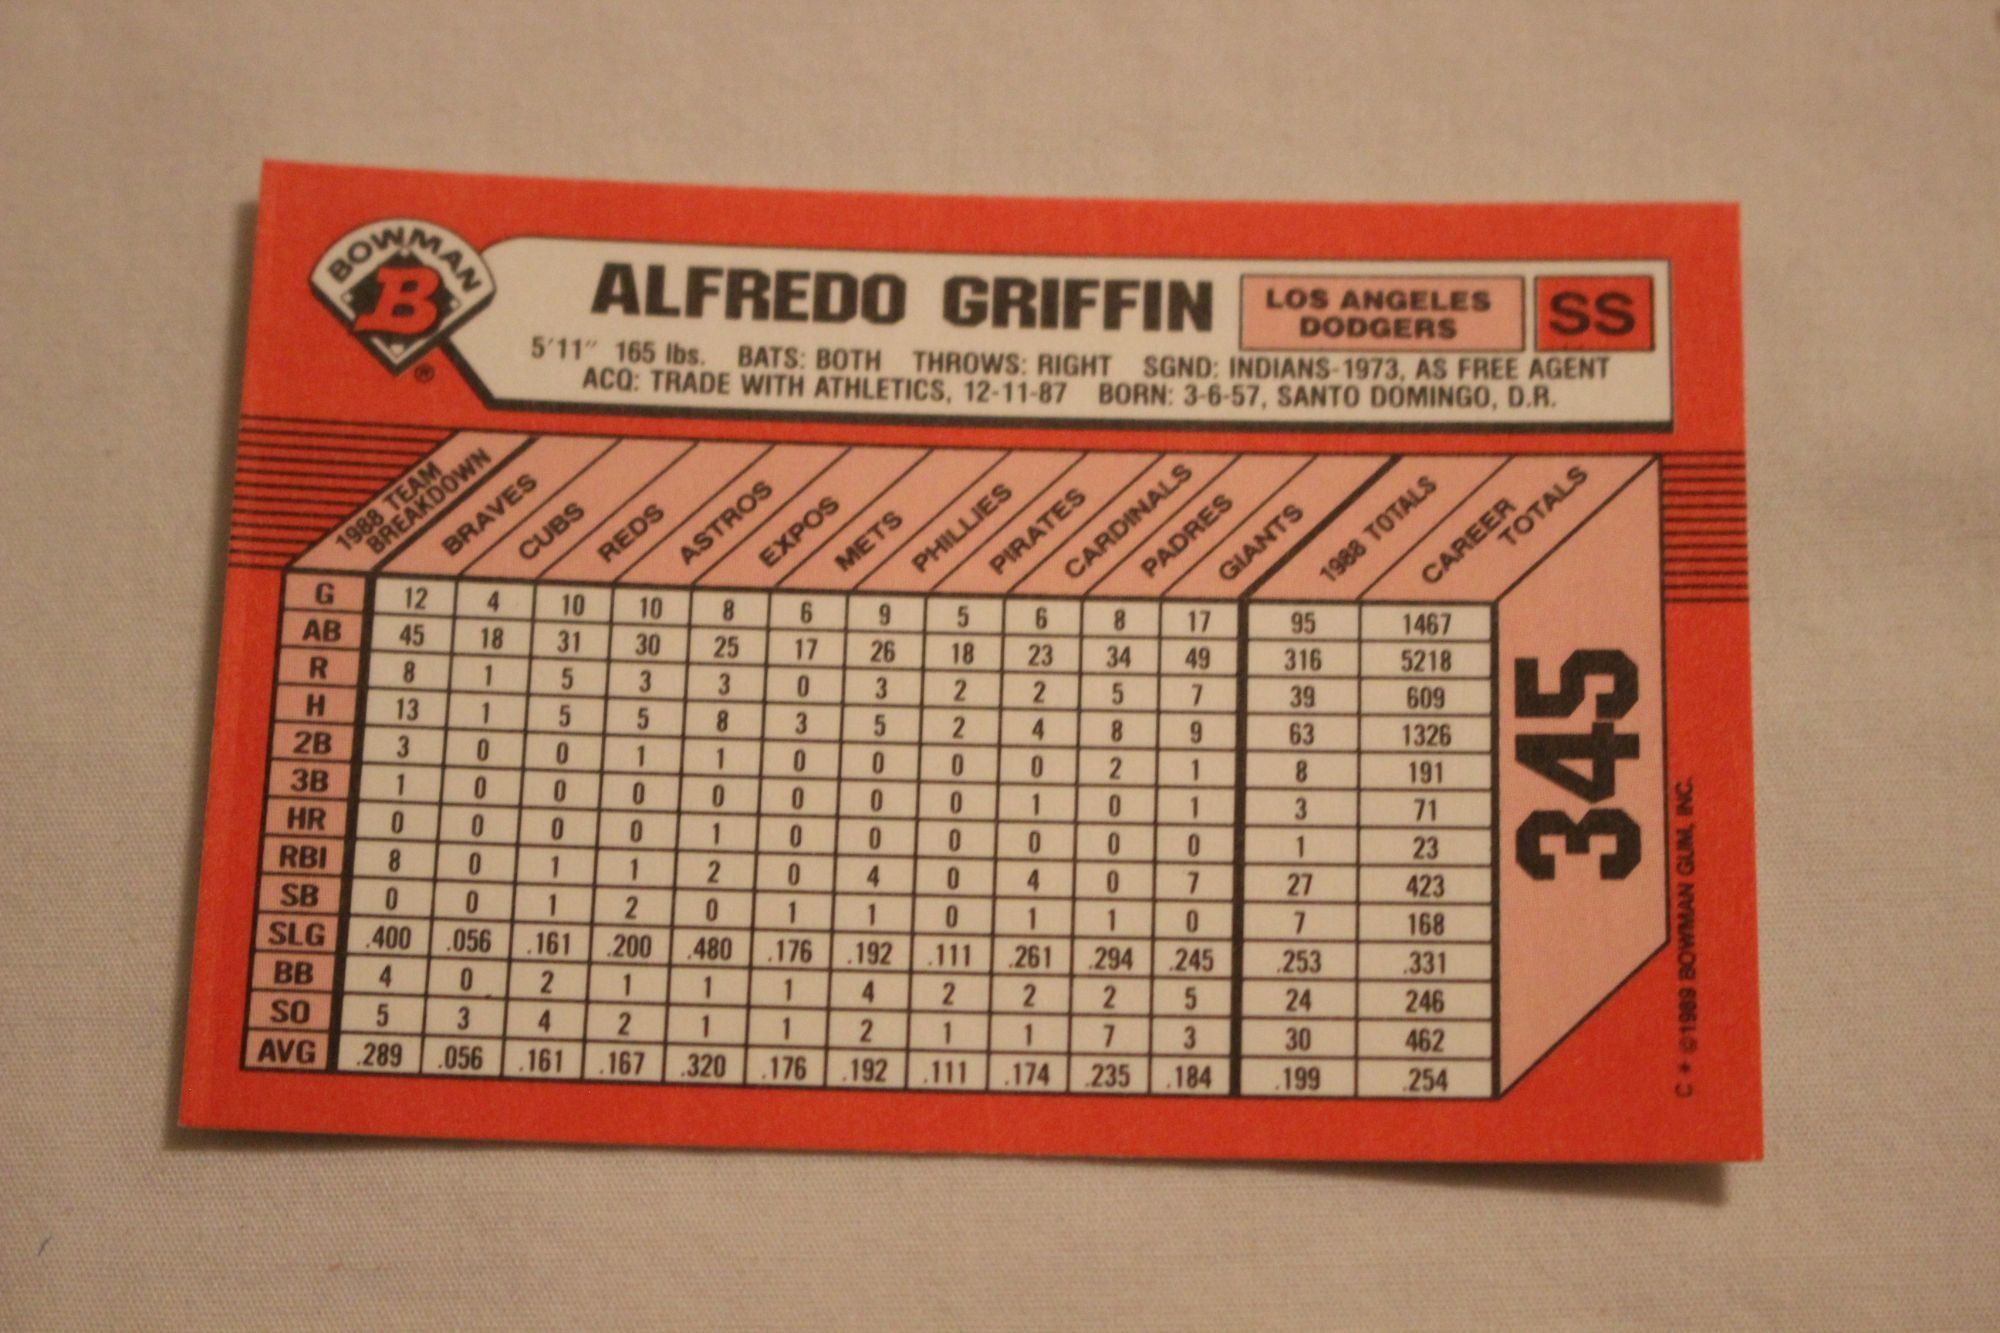 BOWMAN
B
®
ALFREDO GRIFFIN
LOS ANGELES
DODGERS
SS
5'11" 165 lbs. BATS: BOTH THROWS: RIGHT SGND: INDIANS-1973, AS FREE AGENT
ACQ: TRADE WITH ATHLETICS, 12-11-87 BORN: 3-6-57, SANTO DOMINGO, D.R.
1988 TEAM BREAKDOWN BRAVES CUBS REDS ASTROS EXPOS METS PHILLIES PIRATES CARDINALS PADRES GIANTS 1988 TOTALS CAREER TOTALS
G 12 4 10 10 8 6 9 5 6 8 17 95 1467
AB 45 18 31 30 25 17 26 18 23 34 49 316 5218
R 8 1 5 3 3 0 3 2 2 5 7 39 609
H 13 1 5 5 8 3 5 2 4 8 9 63 1326
2B 3 0 0 1 1 0 0 0 0 2 1 8 191
3B 1 0 0 0 0 0 0 0 1 0 1 3 71
HR 0 0 0 0 1 0 0 0 0 0 0 1 23
RBI 8 0 1 1 2 0 4 0 4 0 7 27 423
SB 0 0 1 2 0 1 1 0 1 1 0 7 168
SLG .400 .056 .161 .200 .480 .176 .192 .111 .261 .294 .245 .253 .331
BB 4 0 2 1 1 1 4 2 2 2 5 24 246
SO 5 3 4 2 1 1 2 1 1 7 3 30 462
AVG .289 .056 .161 .167 .320 .176 .192 .111 .174 .235 .184 .199 .254
345
C * ©1989 BOWMAN GUM, INC.